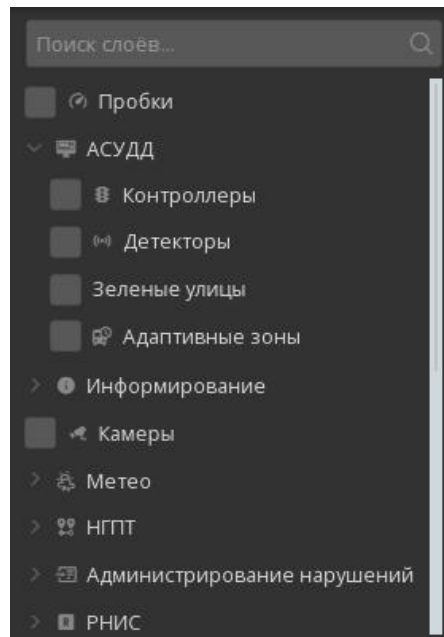 Поиск слоёв...
Пробки
АСУДД
Контроллеры
Детекторы
Зеленые улицы
Адаптивные зоны
Информирование
Камеры
Метео
НГПТ
Администрирование нарушений
РНИС